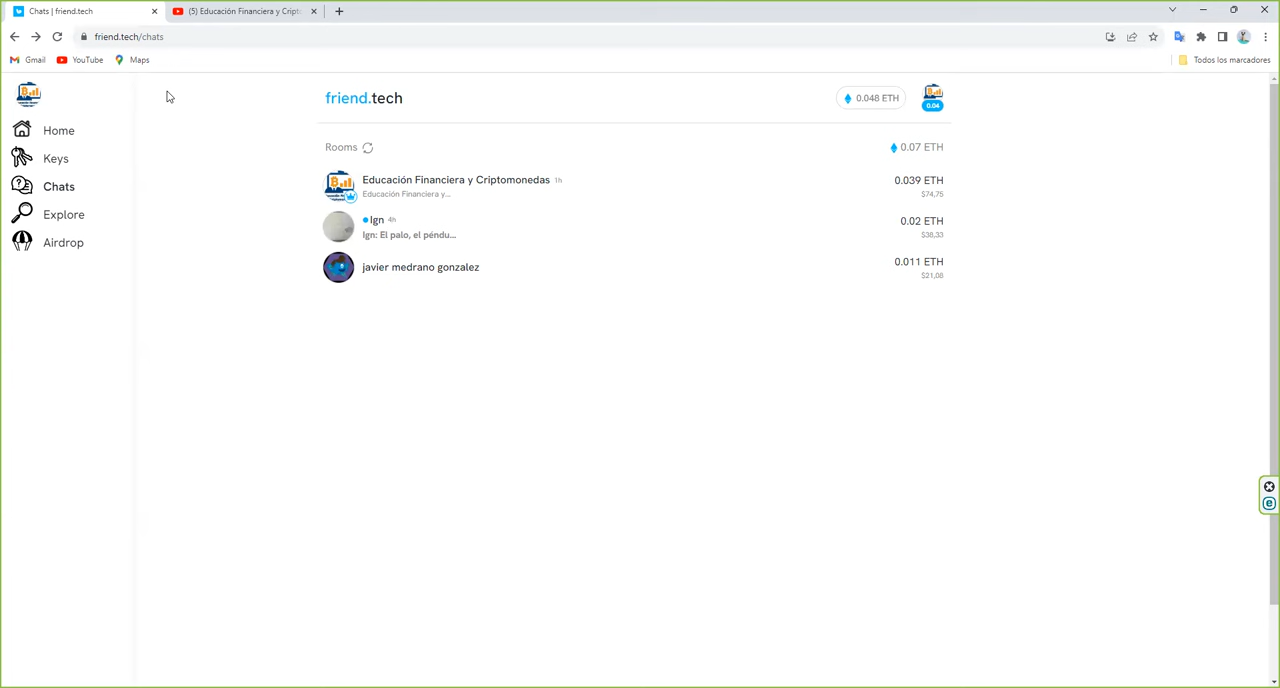 Chats | friend.tech
(5) Educación Financiera y Cript
friend.tech/chats
Gmail
YouTube
Maps
Todos los marcadores
Home
Keys
Chats
Explore
Airdrop
friend.tech
0.048 ETH
0.04
Rooms
0.07 ETH
Educación Financiera y Criptomonedas 1h
Educación Financiera y...
0.039 ETH
$74,75
Ign 4h
Ign: El palo, el péndu...
0.02 ETH
$38,33
javier medrano gonzalez
0.011 ETH
$21,08